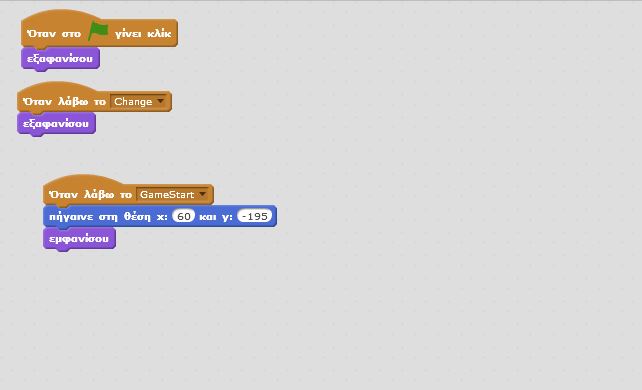 Όταν στο γίνει κλίκ
εξαφανίσου
Όταν λάβω το Change
εξαφανίσου
Όταν λάβω το GameStart
πήγαινε στη θέση x: 60 και y: -195
εμφανίσου